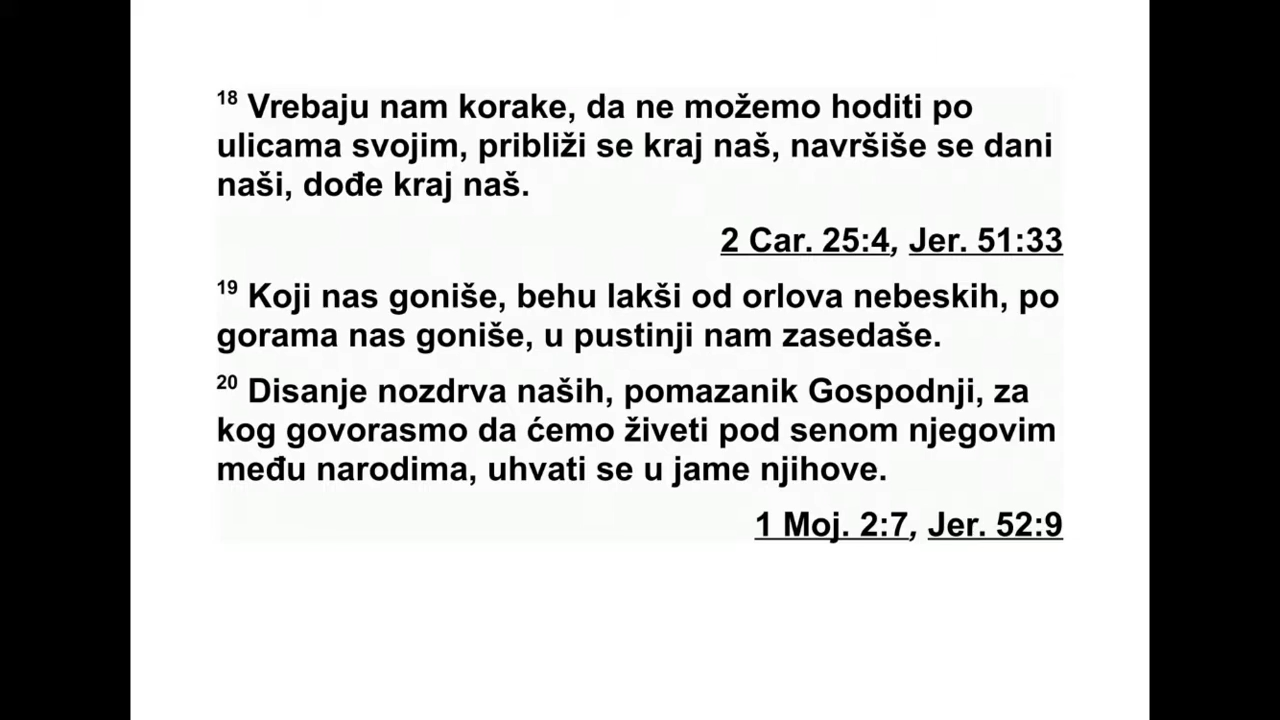 18 Vrebaju nam korake, da ne možemo hoditi po
ulicama svojim, približi se kraj naš, navršiše se dani
naši, dođe kraj naš.
2 Car. 25:4, Jer. 51:33
19 Koji nas goniše, behu lakši od orlova nebeskih, po
gorama nas goniše, u pustinji nam zasedaše.
20 Disanje nozdrva naših, pomazanik Gospodnji, za
kog govorasmo da ćemo živeti pod senom njegovim
među narodima, uhvati se u jame njihove.
1 Moj. 2:7, Jer. 52:9